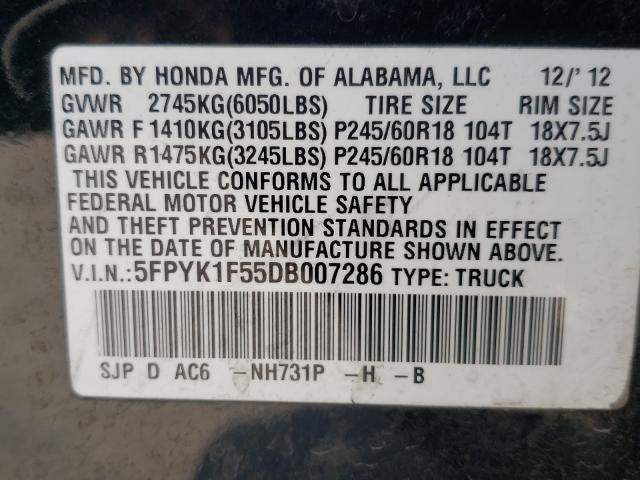 MFD. BY HONDA MFG. OF ALABAMA, LLC 12/'12
GVWR 2745KG(6050LBS) TIRE SIZE RIM SIZE
GAWR F 1410KG(3105LBS) P245/60R18 104T 18X7.5J
GAWR R1475KG(3245LBS) P245/60R18 104T 18X7.5J
THIS VEHICLE CONFORMS TO ALL APPLICABLE
FEDERAL MOTOR VEHICLE SAFETY
AND THEFT PREVENTION STANDARDS IN EFFECT
ON THE DATE OF MANUFACTURE SHOWN ABOVE.
V.I.N.:5FPYK1F55DB007286 TYPE: TRUCK
SJP D AC6 -NH731P -H -B